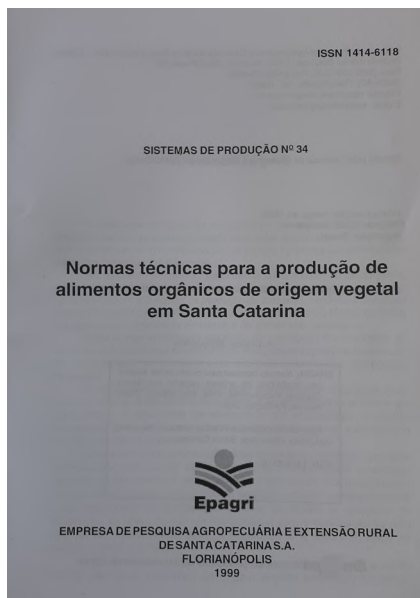 ISSN 1414-6118
SISTEMAS DE PRODUÇÃO Nº 34
Normas técnicas para a produção de
alimentos orgânicos de origem vegetal
em Santa Catarina
Epagri
EMPRESA DE PESQUISA AGROPECUÁRIA E EXTENSÃO RURAL
DE SANTA CATARINA S.A.
FLORIANÓPOLIS
1999